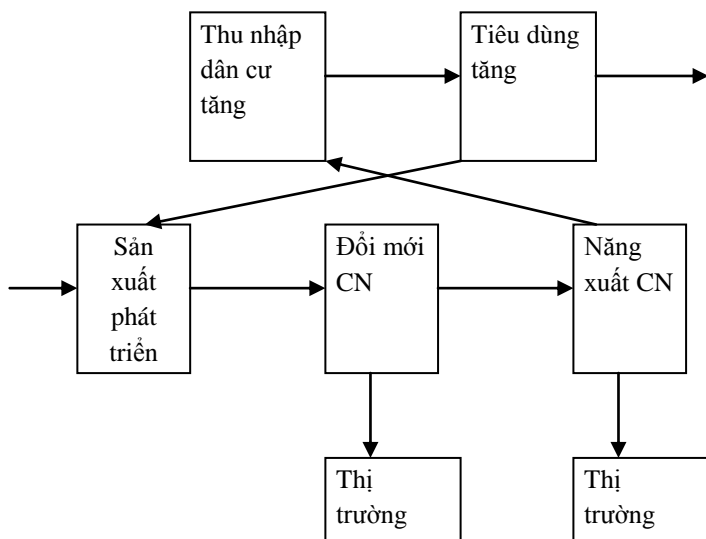 Thu nhập
dân cư
tăng
Tiêu dùng
tăng
Sản
xuất
phát
triển
Đổi mới
CN
Năng
xuất CN
Thị
trường
Thị
trường